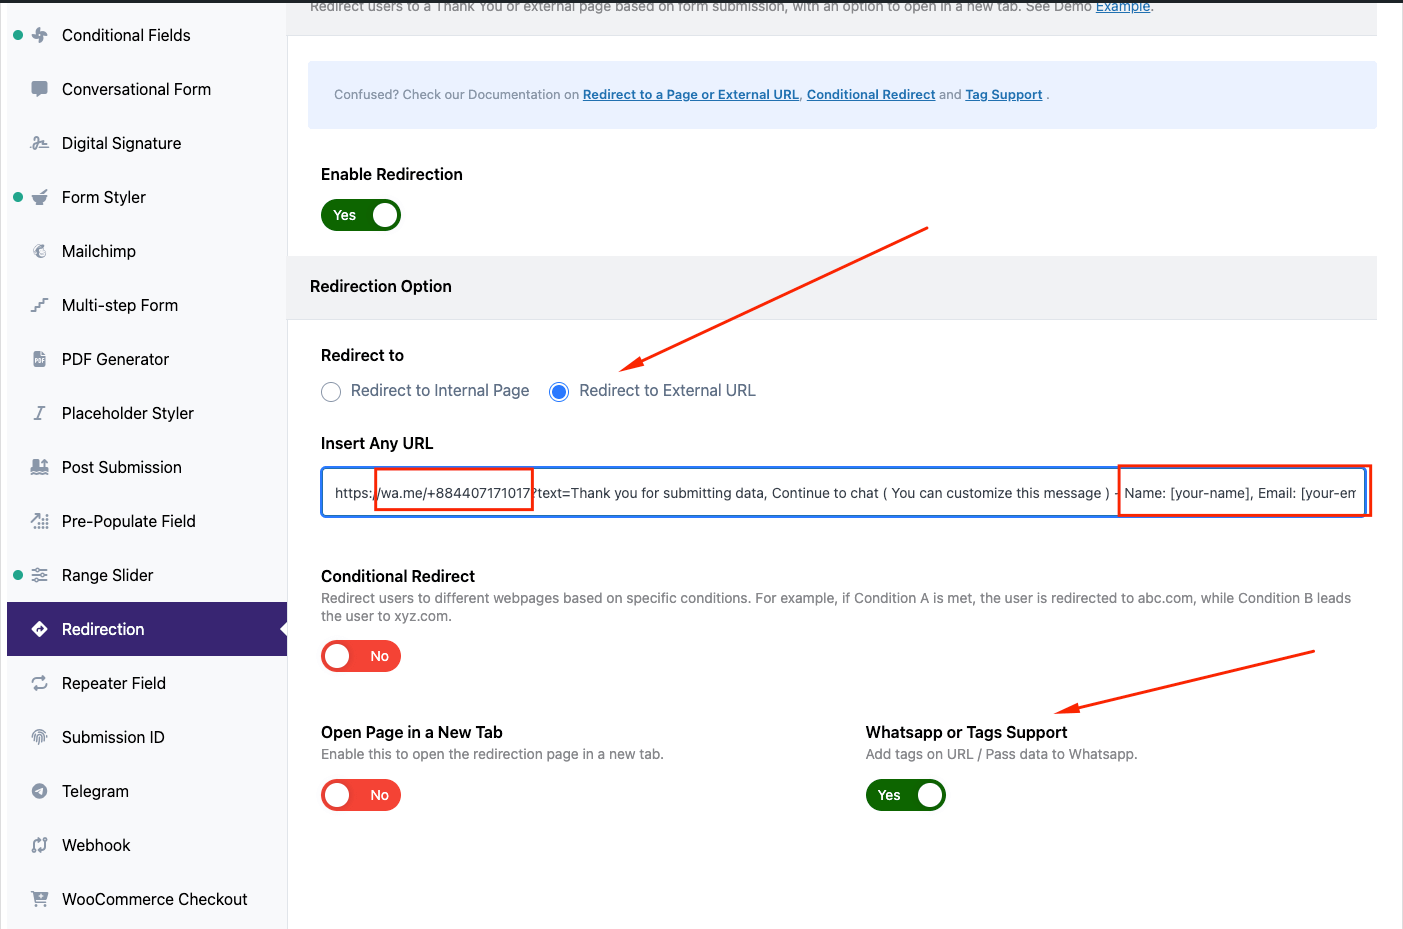 Redirect users to a Thank You or external page based on form submission, with an option to open in a new tab. See Demo Example.
Conditional Fields
Conversational Form
Digital Signature
Form Styler
Mailchimp
Multi-step Form
PDF Generator
Placeholder Styler
Post Submission
Pre-Populate Field
Range Slider
Redirection
Repeater Field
Submission ID
Telegram
Webhook
WooCommerce Checkout
Confused? Check our Documentation on Redirect to a Page or External URL, Conditional Redirect and Tag Support .
Enable Redirection
Yes
Redirection Option
Redirect to
Redirect to Internal Page
Redirect to External URL
Insert Any URL
https://wa.me/+884407171017?text=Thank you for submitting data, Continue to chat ( You can customize this message ) - Name: [your-name], Email: [your-em
Conditional Redirect
Redirect users to different webpages based on specific conditions. For example, if Condition A is met, the user is redirected to abc.com, while Condition B leads
the user to xyz.com.
No
Open Page in a New Tab
Enable this to open the redirection page in a new tab.
No
Whatsapp or Tags Support
Add tags on URL / Pass data to Whatsapp.
Yes